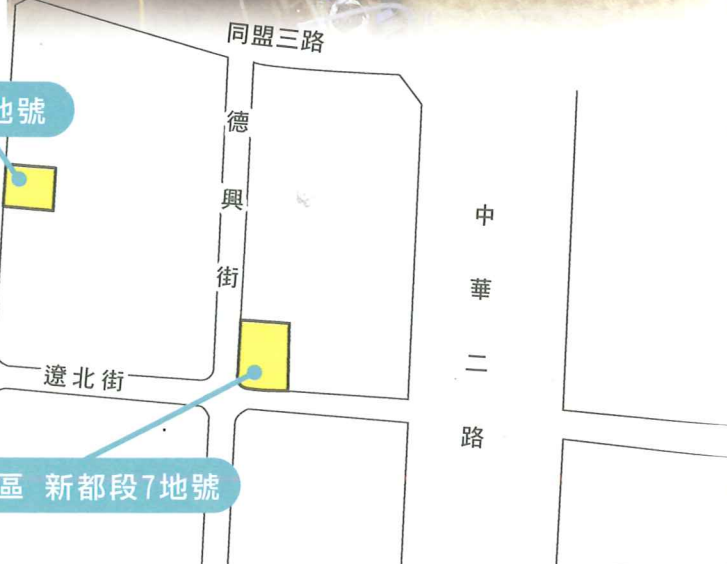 同盟三路
地號
德興街
中華二路
遼北街
區 新都段7地號